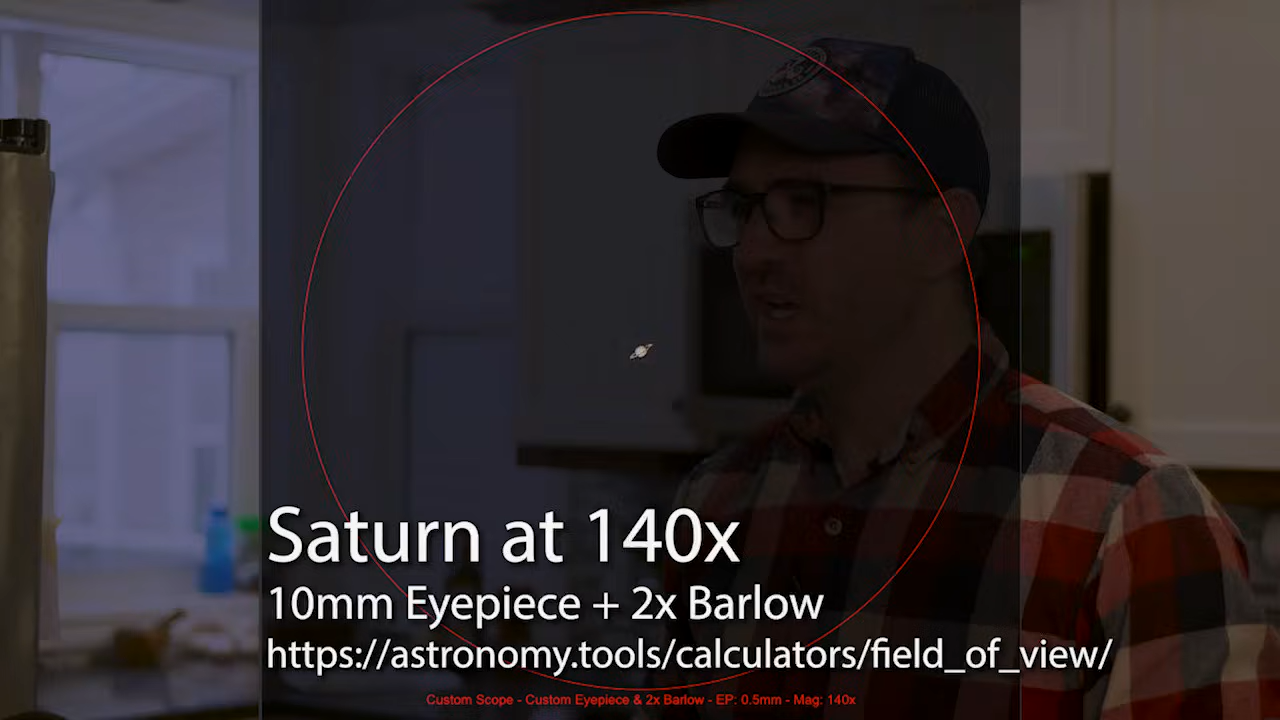 Saturn at 140x
10mm Eyepiece + 2x Barlow
https://astronomy.tools/calculators/field_of_view/
Custom Scope - Custom Eyepiece & 2x Barlow - EP: 0.5mm - Mag: 140x